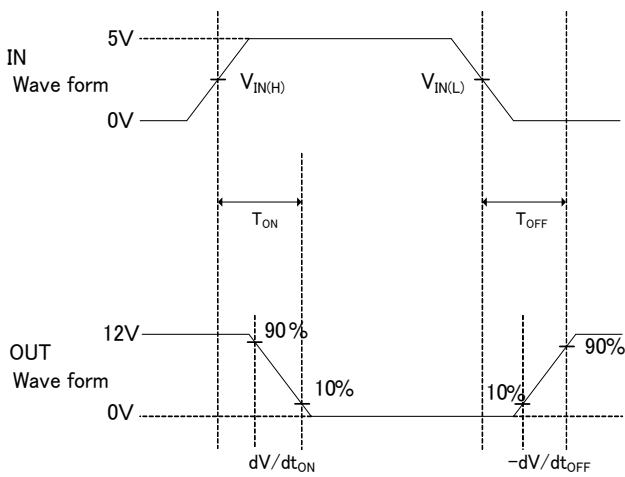 5V
IN
Wave form
V_IN(H)
V_IN(L)
0V
T_ON
T_OFF
12V
90%
90%
OUT
Wave form
10%
10%
0V
dV/dt_ON
-dV/dt_OFF